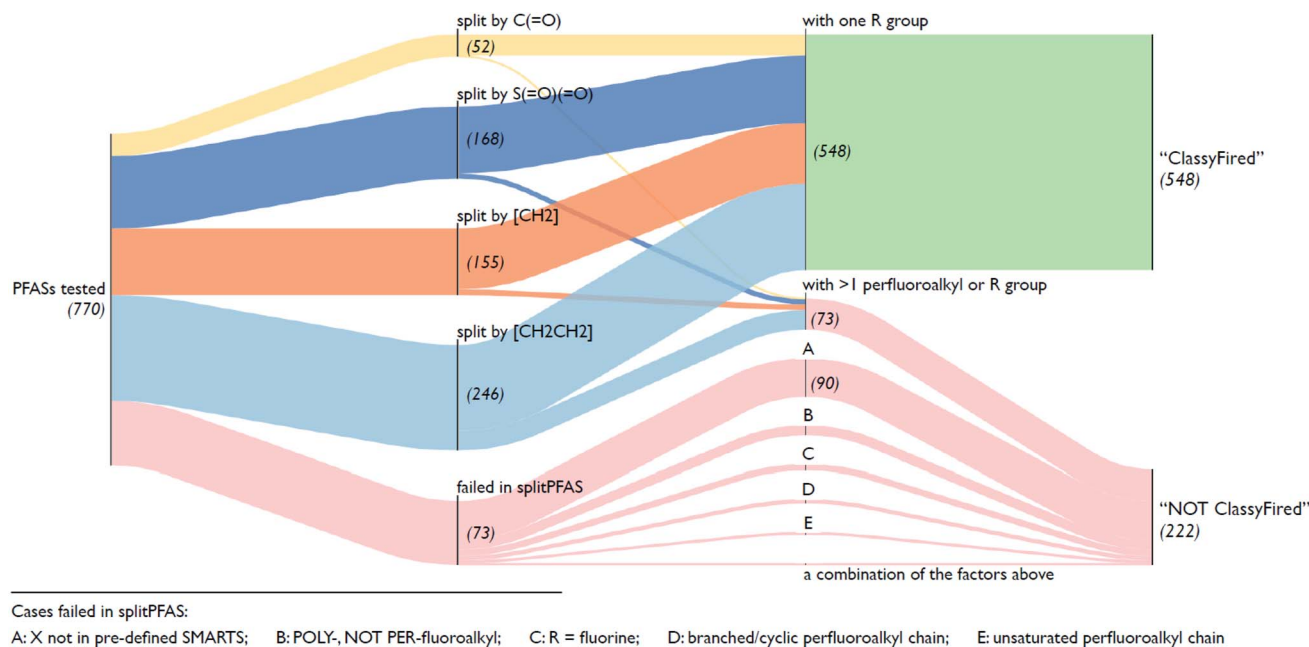 split by C(=O)
(52)
with one R group
split by S(=O)(=O)
(168)
(548)
"ClassyFired"
(548)
split by [CH2]
(155)
PFASs tested
(770)
with >1 perfluoroalkyl or R group
(73)
split by [CH2CH2]
(246)
A
(90)
B
C
failed in splitPFAS
(73)
D
E
"NOT ClassyFired"
(222)
a combination of the factors above
Cases failed in splitPFAS:
A: X not in pre-defined SMARTS; B: POLY-, NOT PER-fluoroalkyl; C: R = fluorine; D: branched/cyclic perfluoroalkyl chain; E: unsaturated perfluoroalkyl chain